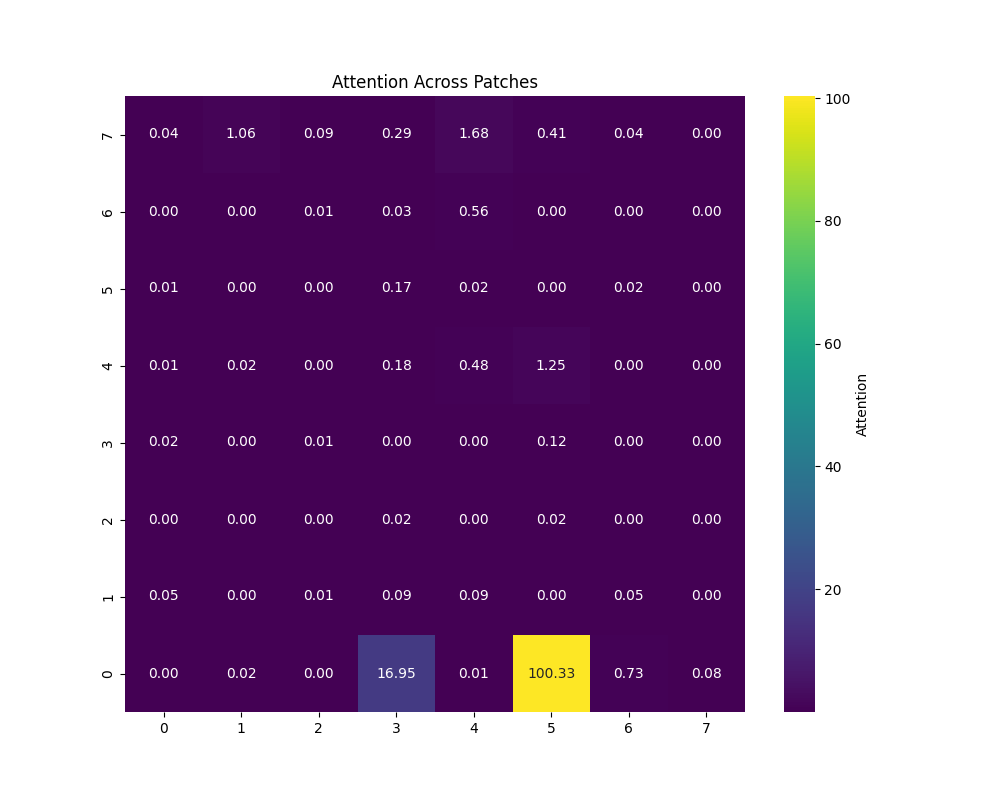 Attention Across Patches
7 0.04 1.06 0.09 0.29 1.68 0.41 0.04 0.00
6 0.00 0.00 0.01 0.03 0.56 0.00 0.00 0.00
5 0.01 0.00 0.00 0.17 0.02 0.00 0.02 0.00
4 0.01 0.02 0.00 0.18 0.48 1.25 0.00 0.00
3 0.02 0.00 0.01 0.00 0.00 0.12 0.00 0.00
2 0.00 0.00 0.00 0.02 0.00 0.02 0.00 0.00
1 0.05 0.00 0.01 0.09 0.09 0.00 0.05 0.00
0 0.00 0.02 0.00 16.95 0.01 100.33 0.73 0.08
0 1 2 3 4 5 6 7
100
80
60
40
20
Attention